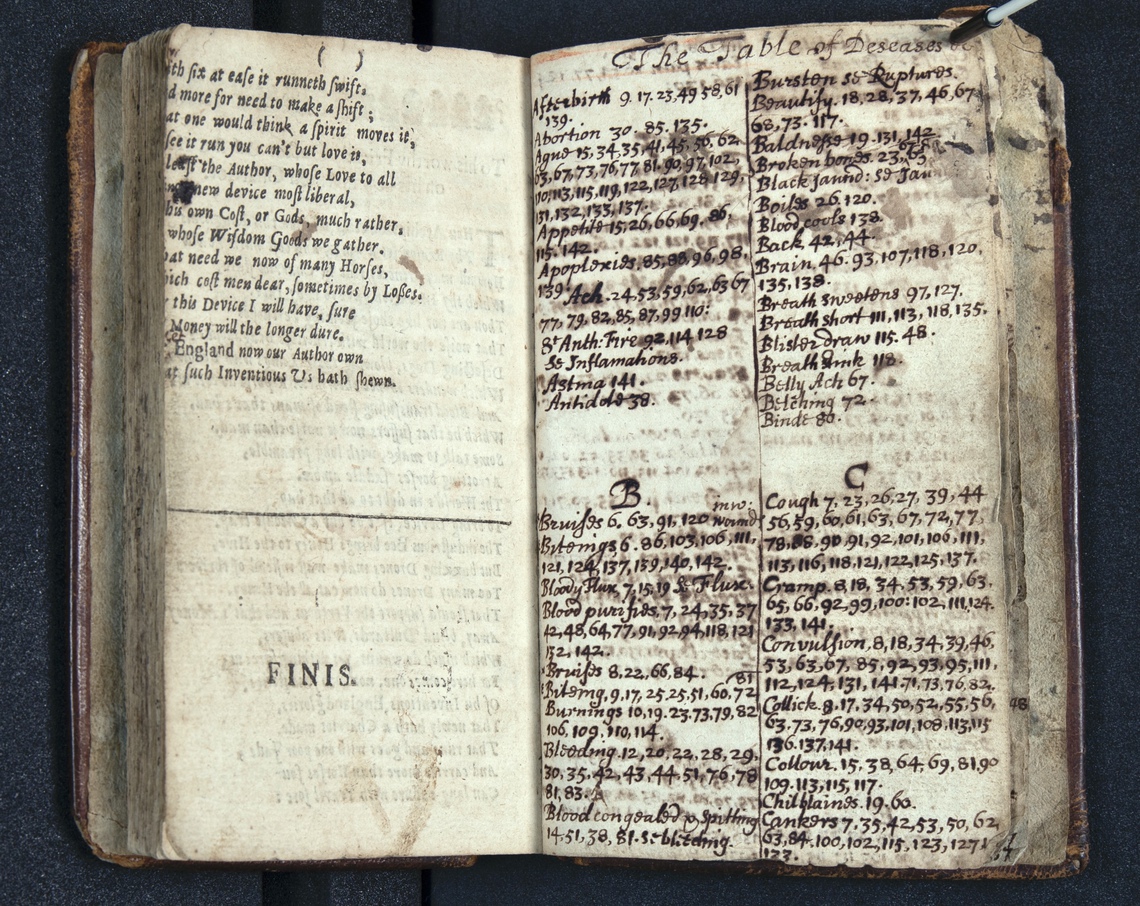 ( )
ith ſix at eaſe it runneth ſwift,
d more for need to make a ſhift ;
at one would think a ſpirit moves it,
ſee it run you can't but love is,
leaſt the Author, whoſe Love to all
new device moſt liberal,
his own Coſt, or Gods, much rather,
whoſe Wiſdom Goods we gather.
at need we now of many Horſes,
hich coſt men dear, ſometimes by Loßes.
this Device I will have, ſure
Money will the longer dure.
England now our Author own
at ſuch Inventious Us hath ſhewn.
FINIS.
The Table of Deseases
Afterbirth 9. 17. 23, 49 58, 61
139.
Abortion 30. 85. 135.
Ague 15, 34, 35, 41, 45, 56, 62,
63, 67, 73, 76, 77 81. 90, 97, 102,
113, 115, 119, 122, 127, 128 129,
131, 132, 133, 137.
Appetite 15, 26, 66, 69. 86,
115. 142.
Apoplexies. 85, 88, 96, 98,
139.
Ach. 24, 53, 59, 62, 63 67
77, 79, 82, 85, 87, 99 110:
St Anth: Fire 92, 114 128
Se Inflamahons.
Astma 141.
Antidote 38.
B
Bruises 6. 63, 91, 120 inw: wound
Biteings 6. 86, 103, 106, 111,
121, 124, 137, 139, 140, 142.
Bloody Flux 7, 15, 19 Se Flux.
Blood purifies 7, 24, 35, 37
42, 48, 64, 77, 91, 92, 94, 118, 121
132, 142.
Bruises 8, 22, 66, 84.
Biteing, 9, 17, 25 25, 51, 60, 72 81
Burnings 10, 19. 23, 73, 79, 82
106, 109, 110, 114.
Bleeding. 12, 20, 22, 28, 29,
30, 35, 42, 43, 44, 51, 76, 78
81, 83.
Blood congealed & spitting
14, 51, 38, 81. se bleeding.
Bursten se Ruptures.
Beautify. 18, 28, 37, 46, 67
68, 73. 117.
Baldnesse 19. 131, 142.
Broken bones. 23,
Black Jaund: se Jau
Boiles 26. 120.
Blood cools 138.
Back 42, 44.
Brain, 46. 93, 107, 118, 120,
135, 138.
Breath sweetens 97, 127.
Breath short 111, 113, 118, 135.
Blister draw 115. 48.
Breath stink 118.
Belly Ach 67.
Belching 72.
Binde 80.
C
Cough 7, 23, 26, 27, 39, 44
56, 59, 60, 61, 63, 67, 72, 77,
78, 88, 90, 91, 92, 101, 106, 111,
113, 116, 118, 121, 122, 125, 137.
Cramp. 8, 18, 34, 53, 59, 63,
65, 66, 92, 99, 100: 102, 111, 124.
133, 141.
Convulsion, 8, 18, 34, 39, 46,
53, 63, 67, 85, 92, 93, 95, 111,
112, 124, 131, 141. 71, 73, 76, 82.
Collick. 8, 17, 34, 50, 52, 55, 56, 48
63. 73, 76, 90, 93, 101, 108, 113, 115
136. 137, 141.
Collour. 15, 38, 64, 69, 81, 90
109. 113, 115, 117.
Chilblaines. 19. 60.
Cankers 7. 35, 42, 53, 50, 62,
63, 84, 100, 102, 115, 123, 127
133.